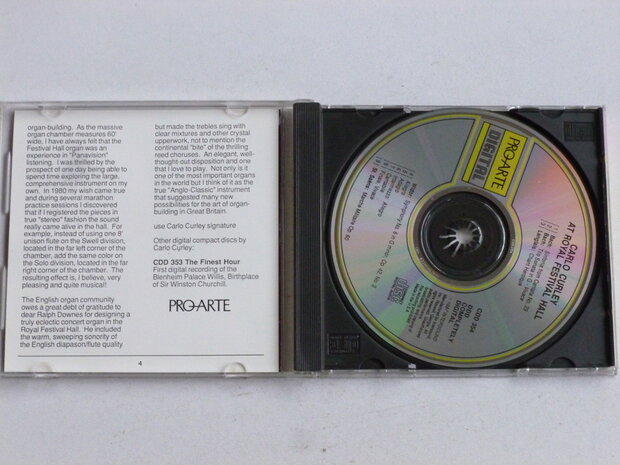 organ-building. As the massive
organ chamber measures 60'
wide, I have always felt that the
Festival Hall organ was an
experience in "Panavision"
listening. I was thrilled by the
prospect of one day being able to
spend time exploring the large,
comprehensive instrument on my
own. In 1980 my wish came true
and during several marathon
practice sessions I discovered
that if I registered the pieces in
true "stereo" fashion the sound
really came alive in the hall. For
example, instead of using one 8'
unison flute on the Swell division,
located in the far left corner of the
chamber, add the same color on
the Solo division, located in the far
right corner of the chamber. The
resulting effect is, I believe, very
pleasing and quite musical!
The English organ community
owes a great debt of gratitude to
dear Ralph Downes for designing a
truly eclectic concert organ in the
Royal Festival Hall. He included
the warm, sweeping sonority of
the English diapason/flute quality
but made the trebles sing with
clear mixtures and other crystal
upperwork, not to mention the
continental "bite" of the thrilling
reed choruses. An elegant, well-
thought-out disposition and one
that I love to play. Not only is it
one of the most important organs
in the world but I think of it as the
true "Anglo-Classic" instrument
that suggested many new
possibilities for the art of organ-
building in Great Britain.
use Carlo Curley signature
Other digital compact discs by
Carlo Curley:
CDD 353 The Finest Hour
First digital recording of the
Blenheim Palace Willis, Birthplace
of Sir Winston Churchill.
PRO ARTE
4
PRO ARTE
DIGITAL
CARLO CURLEY
AT ROYAL FESTIVAL HALL
CDD 354
DDD
COMPLETELY
DIGITAL